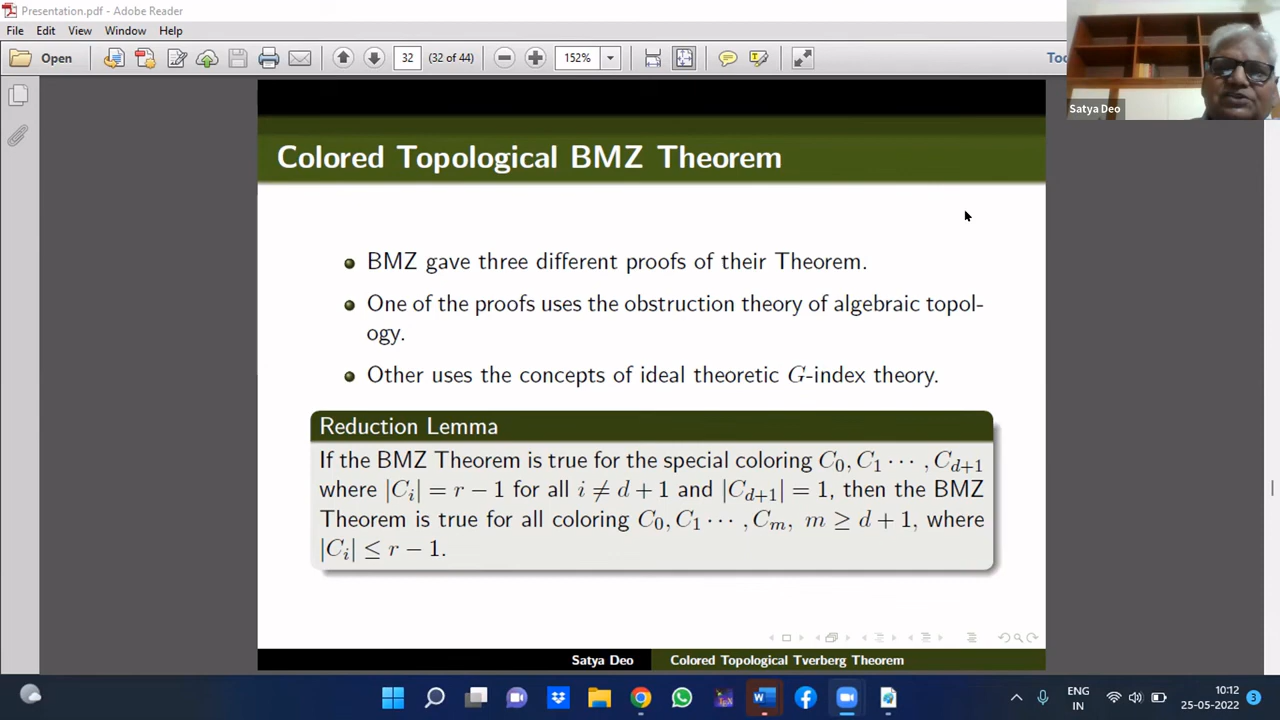 Presentation.pdf - Adobe Reader
File Edit View Window Help
Open 32 (32 of 44) 152%
Satya Deo
Colored Topological BMZ Theorem
BMZ gave three different proofs of their Theorem.
One of the proofs uses the obstruction theory of algebraic topol-
ogy.
Other uses the concepts of ideal theoretic G-index theory.
Reduction Lemma
If the BMZ Theorem is true for the special coloring C₀, C₁ ⋯ , C_{d+1}
where |C_i| = r − 1 for all i ≠ d + 1 and |C_{d+1}| = 1, then the BMZ
Theorem is true for all coloring C₀, C₁ ⋯ , C_m, m ≥ d + 1, where
|C_i| ≤ r − 1.
Satya Deo Colored Topological Tverberg Theorem
ENG
IN
10:12
25-05-2022
3